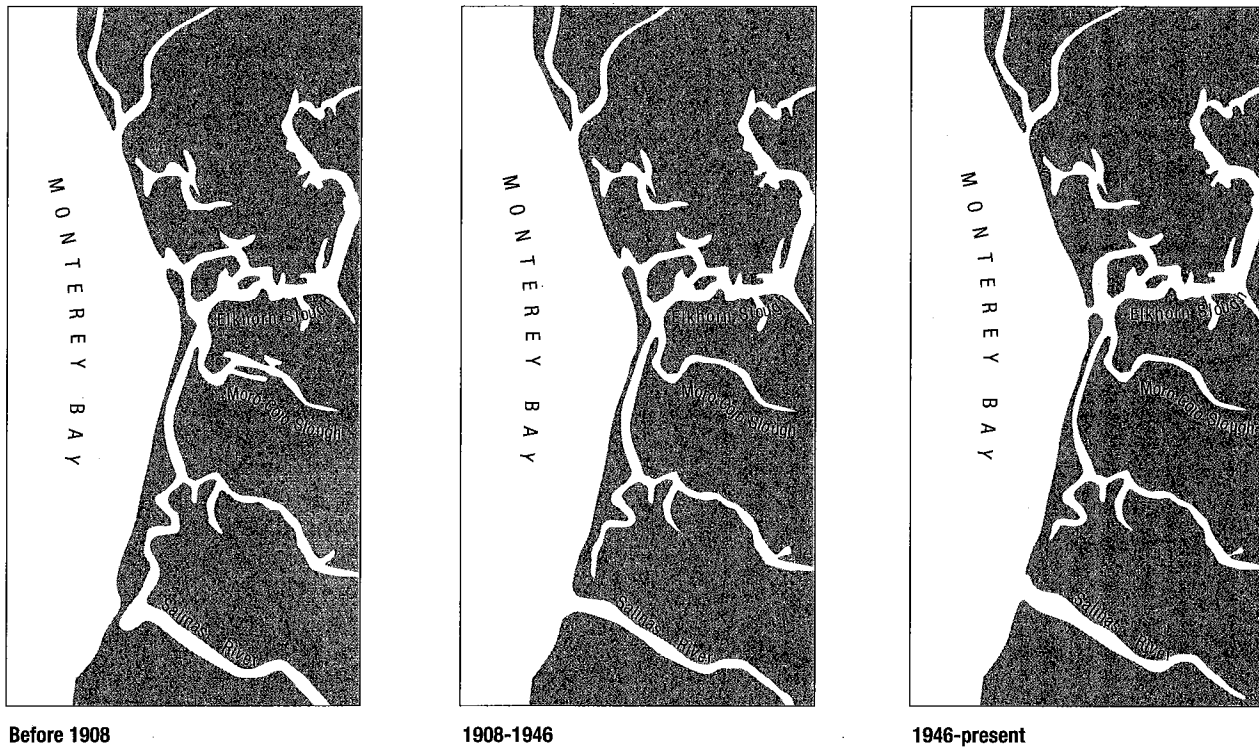 MONTEREY BAY
Elkhorn Slough
Moro Cojo Slough
Salinas River
Before 1908
MONTEREY BAY
Elkhorn Slough
Moro Cojo Slough
Salinas River
1908-1946
MONTEREY BAY
Elkhorn Slough
Moro Cojo Slough
Salinas River
1946-present